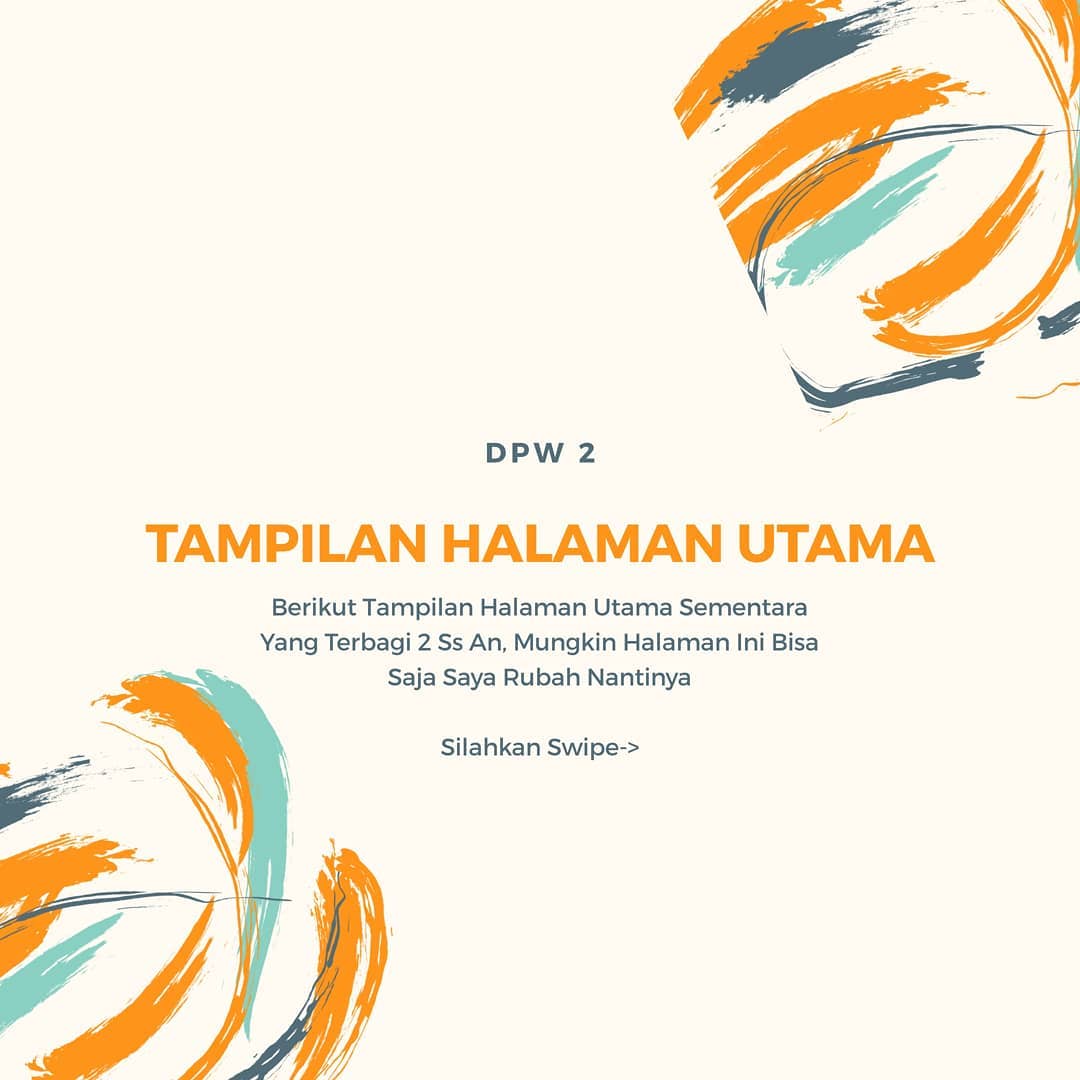 DPW 2
TAMPILAN HALAMAN UTAMA
Berikut Tampilan Halaman Utama Sementara
Yang Terbagi 2 Ss An, Mungkin Halaman Ini Bisa
Saja Saya Rubah Nantinya
Silahkan Swipe->